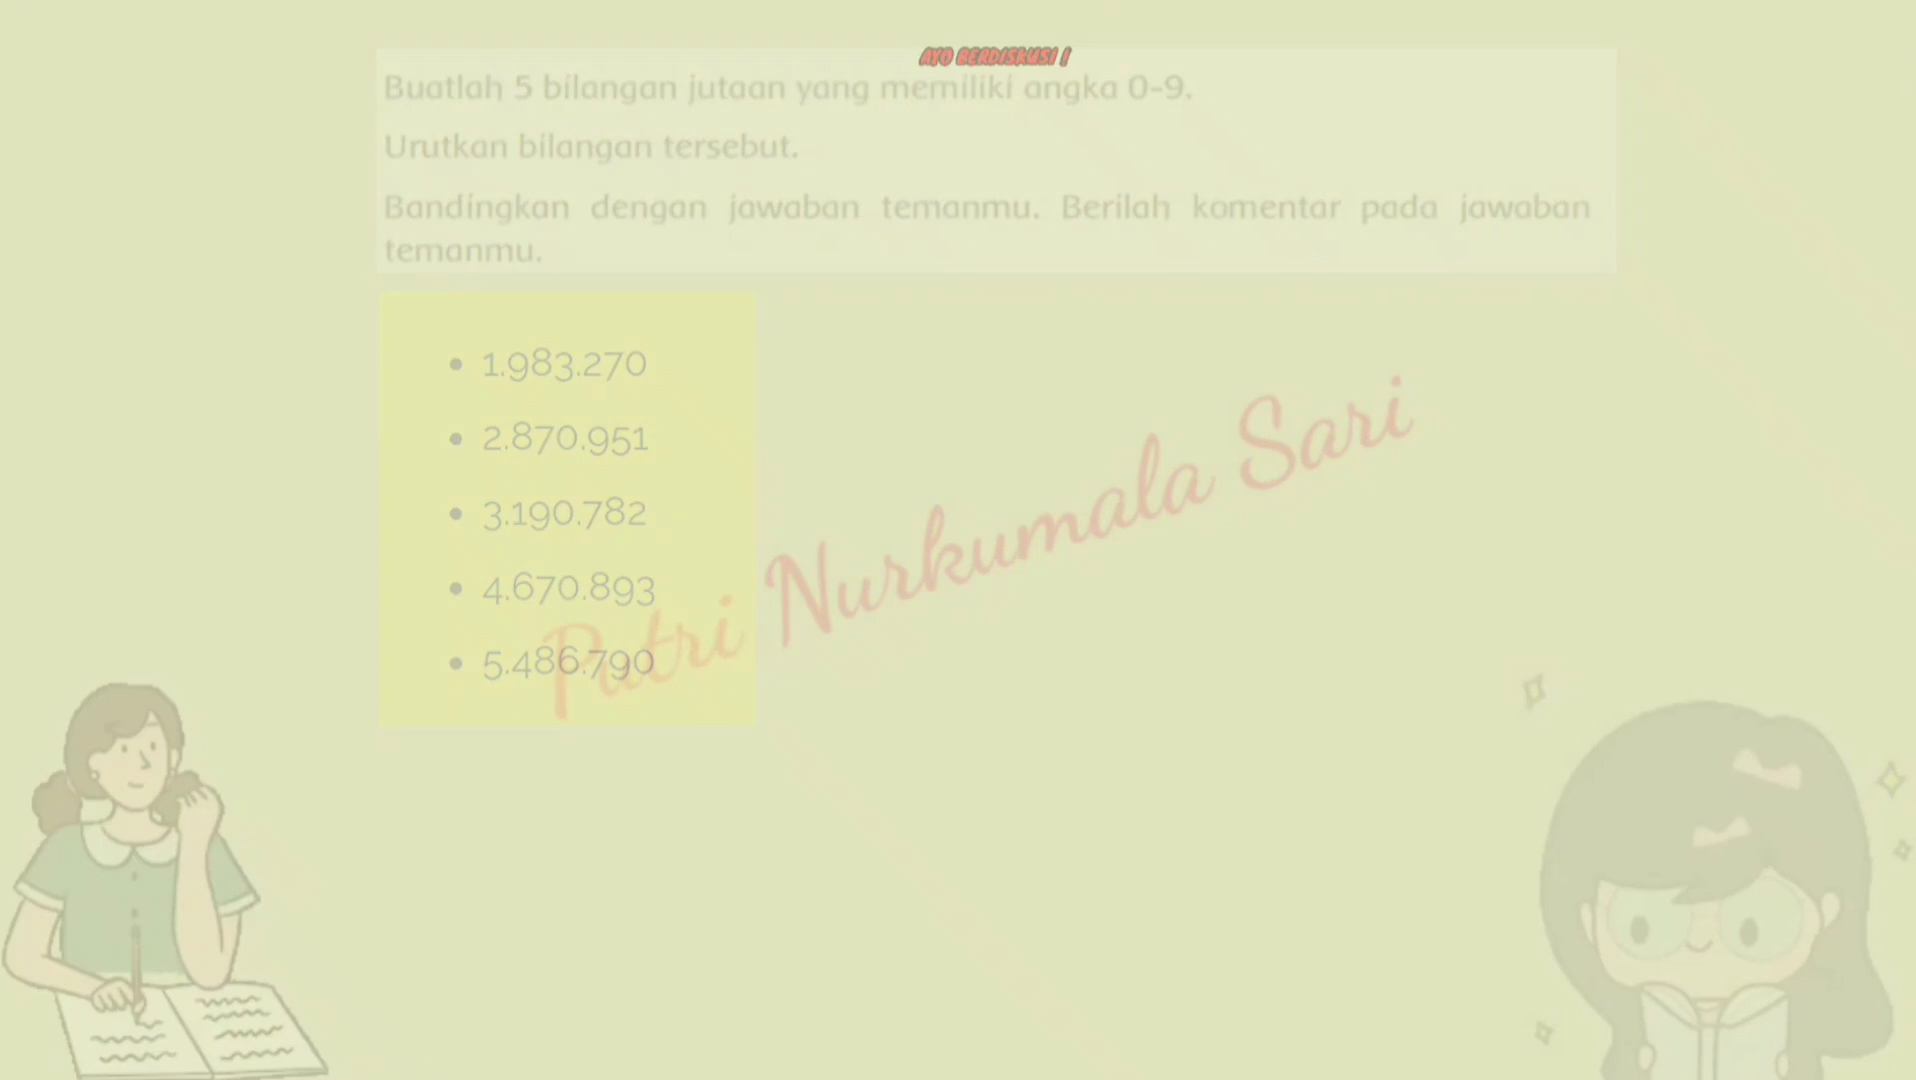 AYO BERDISKUSI !
Buatlah 5 bilangan jutaan yang memiliki angka 0-9.
Urutkan bilangan tersebut.
Bandingkan dengan jawaban temanmu. Berilah komentar pada jawaban
temanmu.
• 1.983.270
• 2.870.951
• 3.190.782
• 4.670.893
• 5.486.790
Putri Nurkumala Sari